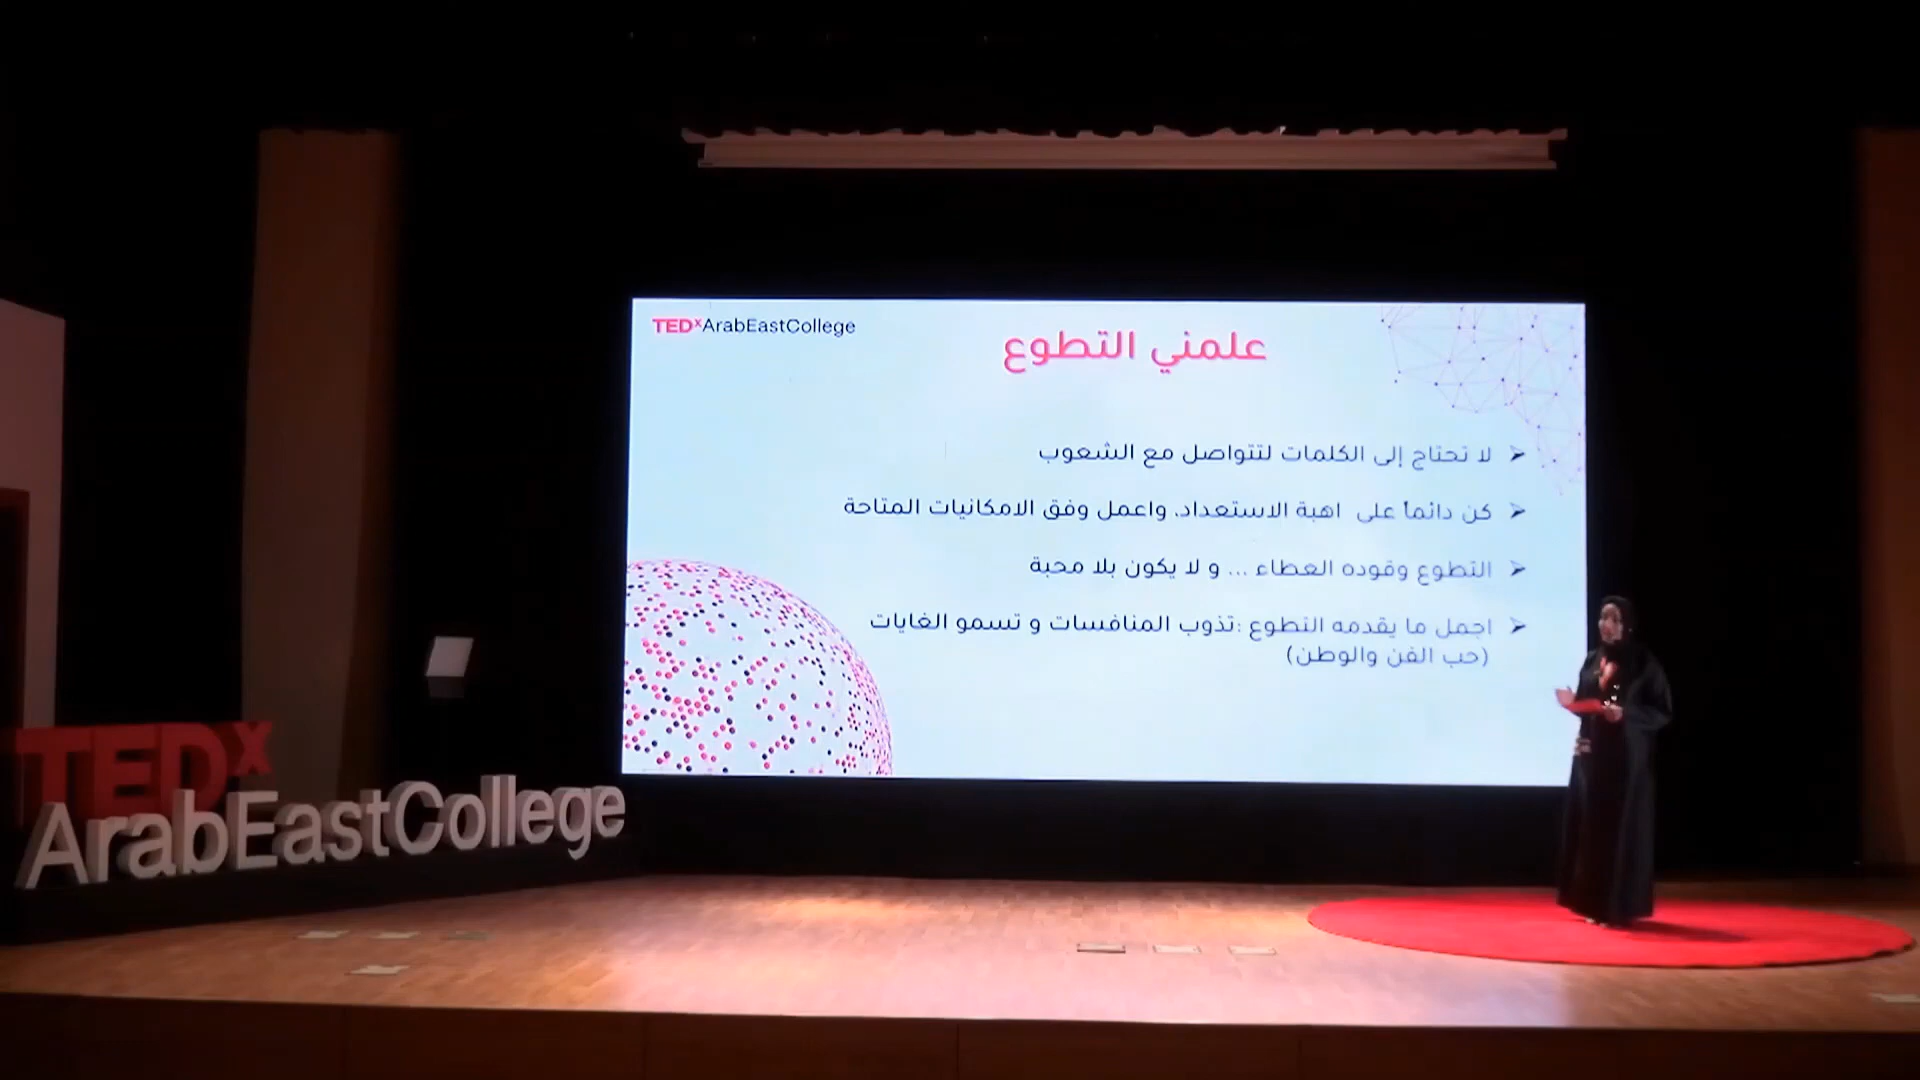 TEDxArabEastCollege
علمني التطوع
لا تحتاج إلى الكلمات لتتواصل مع الشعوب
كن دائماً على اهبة الاستعداد، واعمل وفق الامكانيات المتاحة
التطوع وقوده العطاء ... و لا يكون بلا محبة
اجمل ما يقدمه التطوع :تذوب المنافسات و تسمو الغايات
(حب الفن والوطن)
TEDx
ArabEastCollege